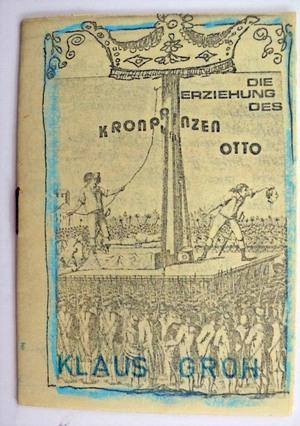 DIE
ERZIEHUNG
DES
KRONPRINZEN
OTTO
KLAUS GROH